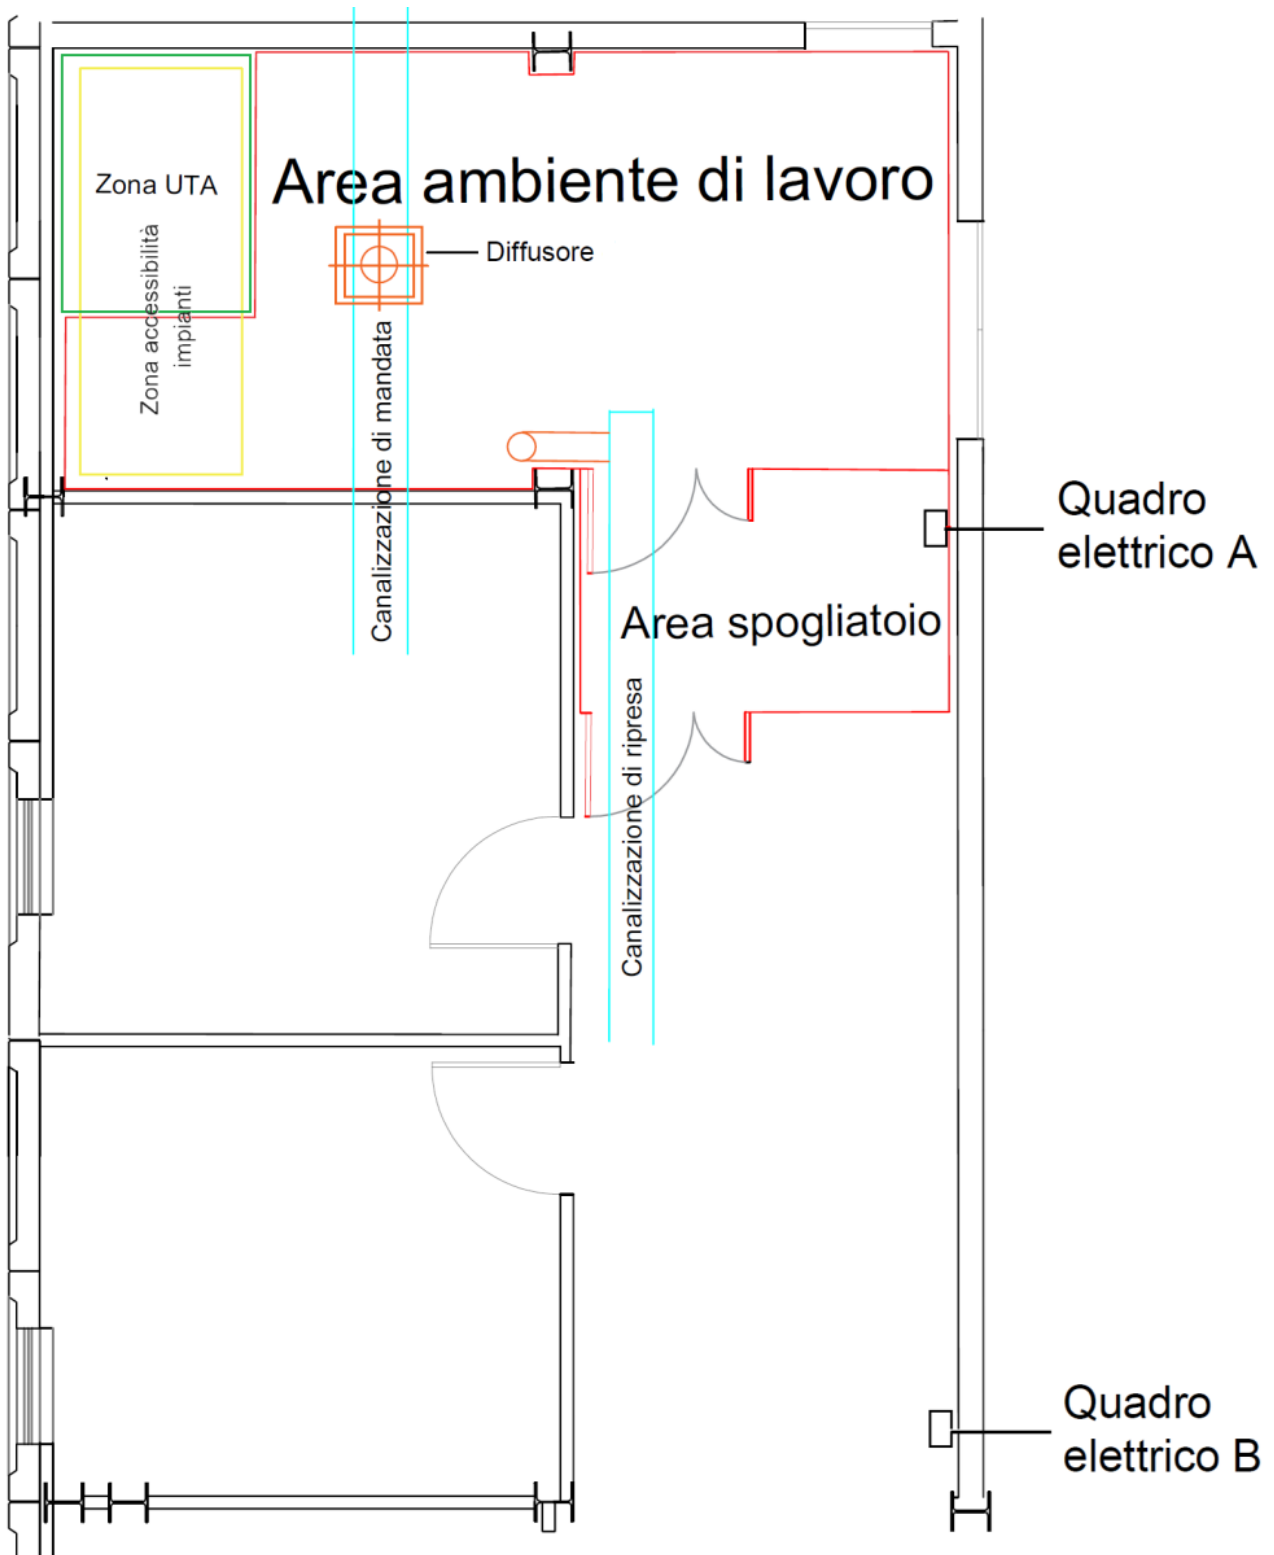 Zona UTA
Area ambiente di lavoro
Diffusore
Zona accessibilità
impianti
Canalizzazione di mandata
Quadro
elettrico A
Area spogliatoio
Canalizzazione di ripresa
Quadro
elettrico B